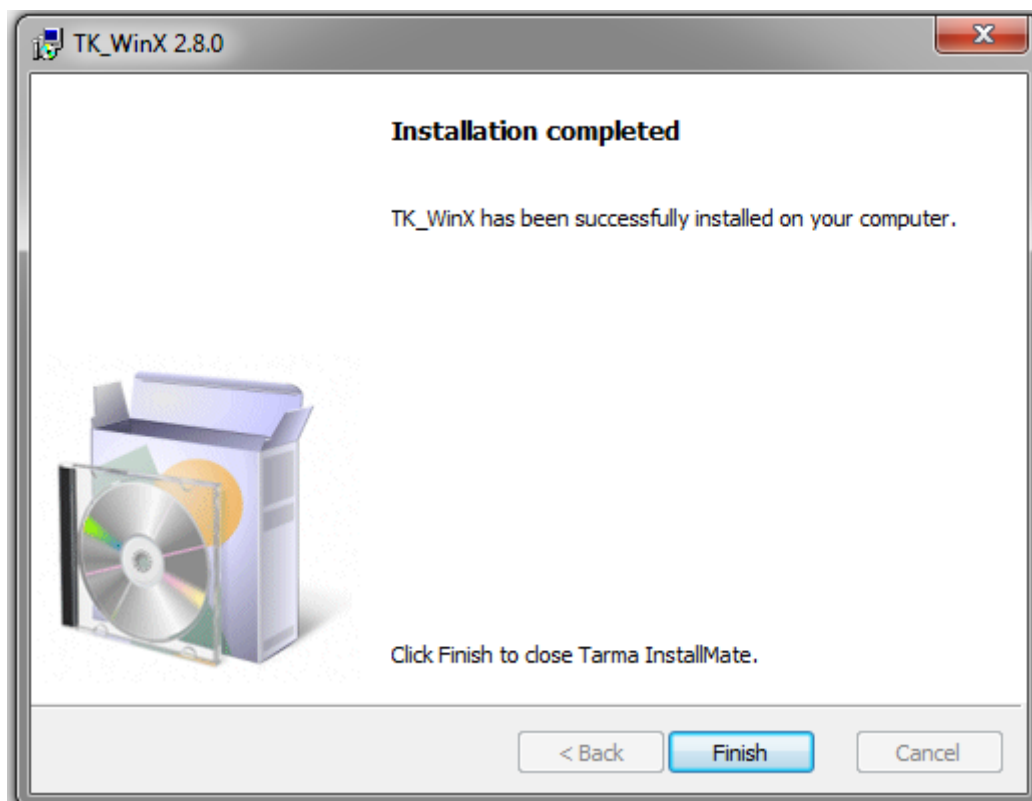 TK_WinX 2.8.0
Installation completed
TK_WinX has been successfully installed on your computer.
Click Finish to close Tarma InstallMate.
< Back
Finish
Cancel